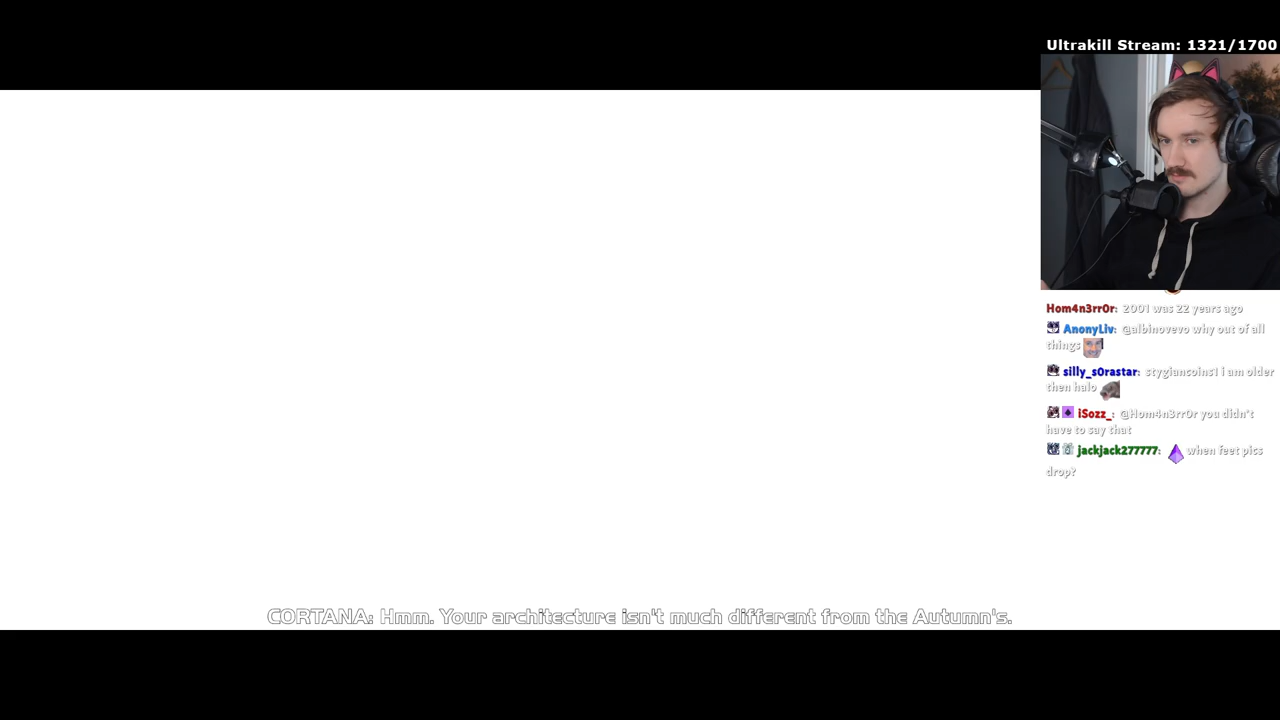 Ultrakill Stream: 1321/1700
Hom4n3rr0r: 2001 was 22 years ago
AnonyLiv: @albinovevo why out of all
things
silly_s0rastar: stygiancoins1 i am older
then halo
iSozz_: @Hom4n3rr0r you didn't
have to say that
jackjack277777: when feet pics
drop?
CORTANA: Hmm. Your architecture isn't much different from the Autumn's.